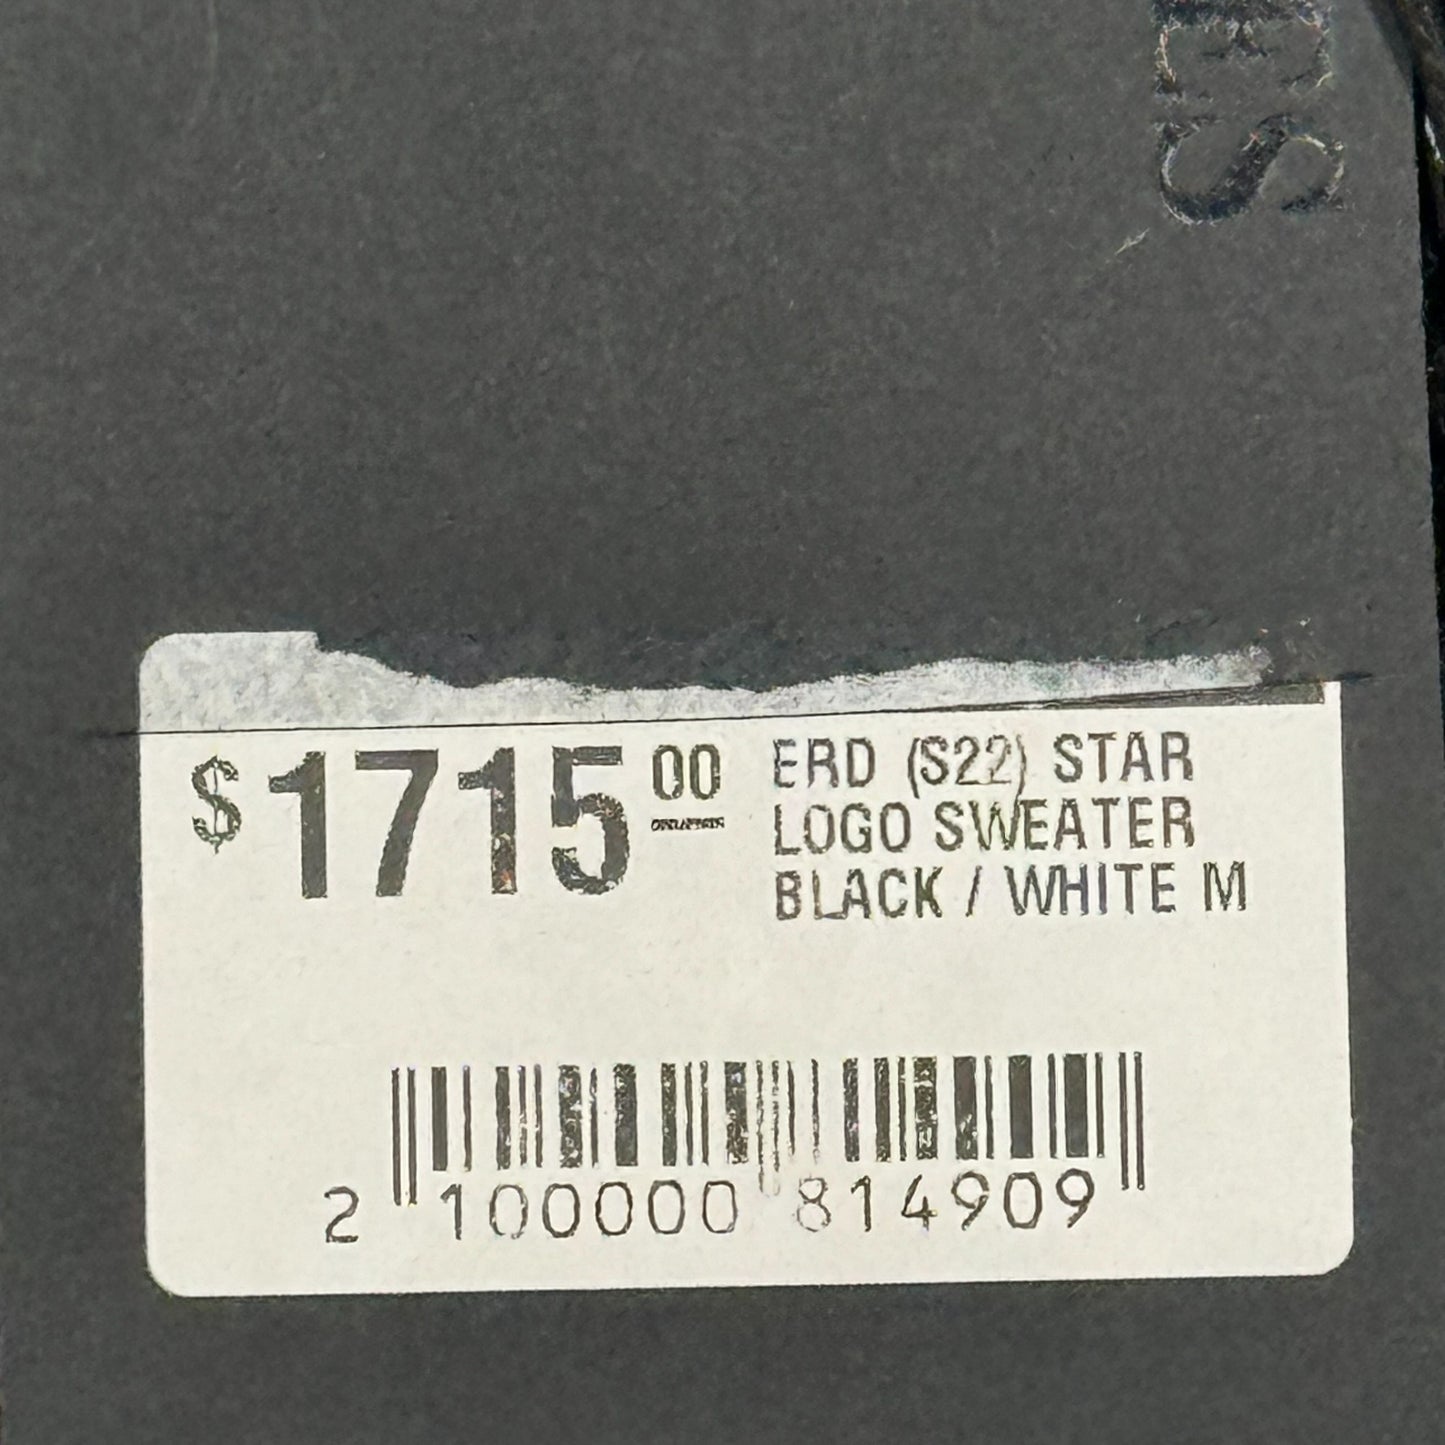 $ 1715 00
ERD (S22) STAR
LOGO SWEATER
BLACK / WHITE M
2 100000 814909